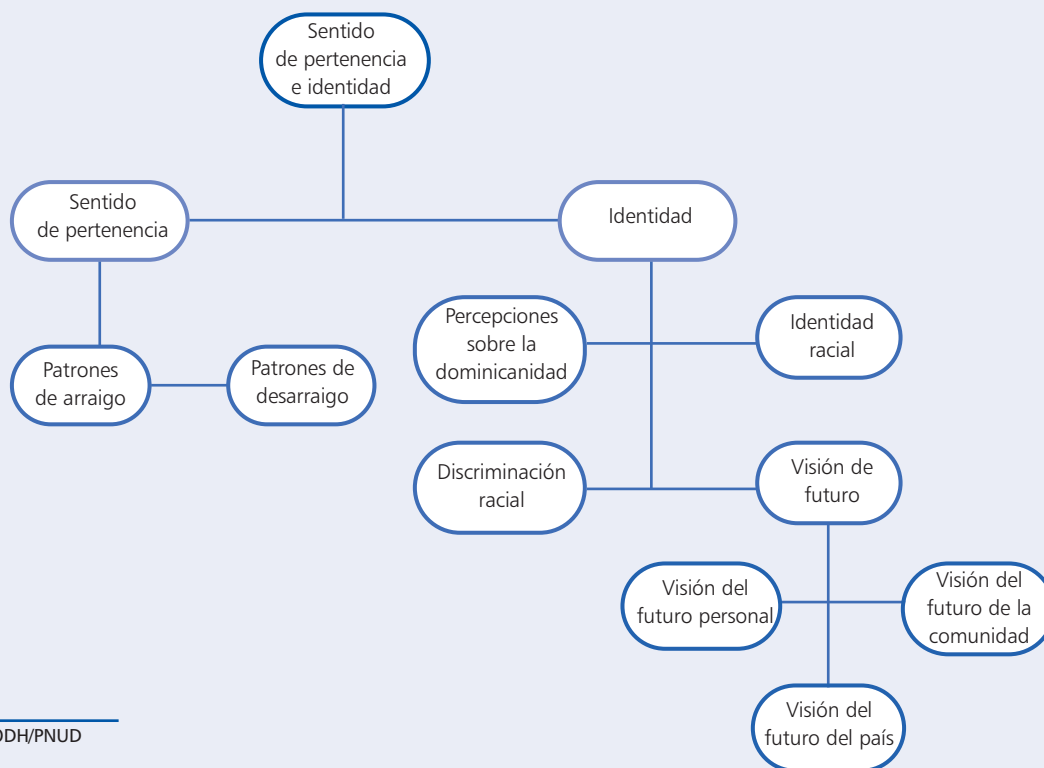 Sentido
de pertenencia
e identidad
Sentido
de pertenencia
Identidad
Percepciones
sobre la
dominicanidad
Identidad
racial
Patrones
de arraigo
Patrones de
desarraigo
Discriminación
racial
Visión de
futuro
Visión del
futuro personal
Visión del
futuro de la
comunidad
Visión del
futuro del país
DH/PNUD